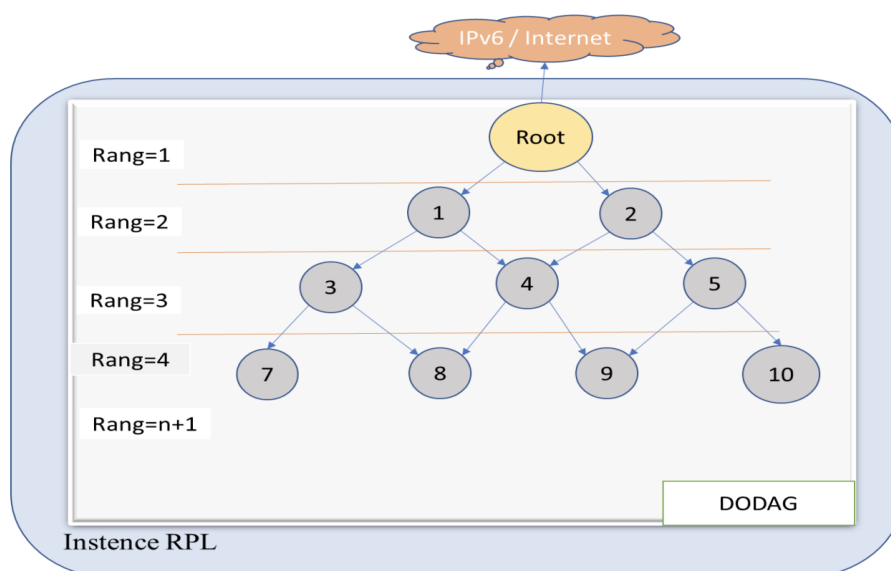 IPv6 / Internet
Root
Rang=1
1
2
Rang=2
3
4
5
Rang=3
Rang=4
7
8
9
10
Rang=n+1
DODAG
Instence RPL